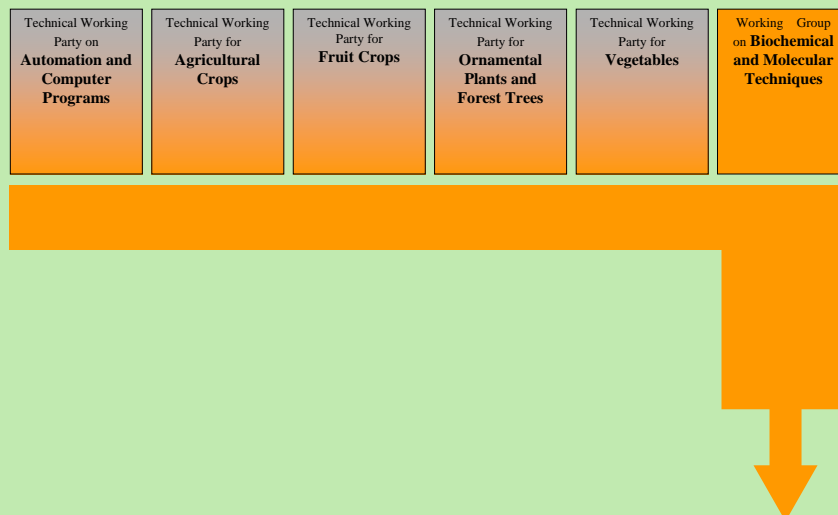 Technical Working
Party on
Automation and
Computer
Programs
Technical Working
Party for
Agricultural
Crops
Technical Working
Party for
Fruit Crops
Technical Working
Party for
Ornamental
Plants and
Forest Trees
Technical Working
Party for
Vegetables
Working Group
on Biochemical
and Molecular
Techniques